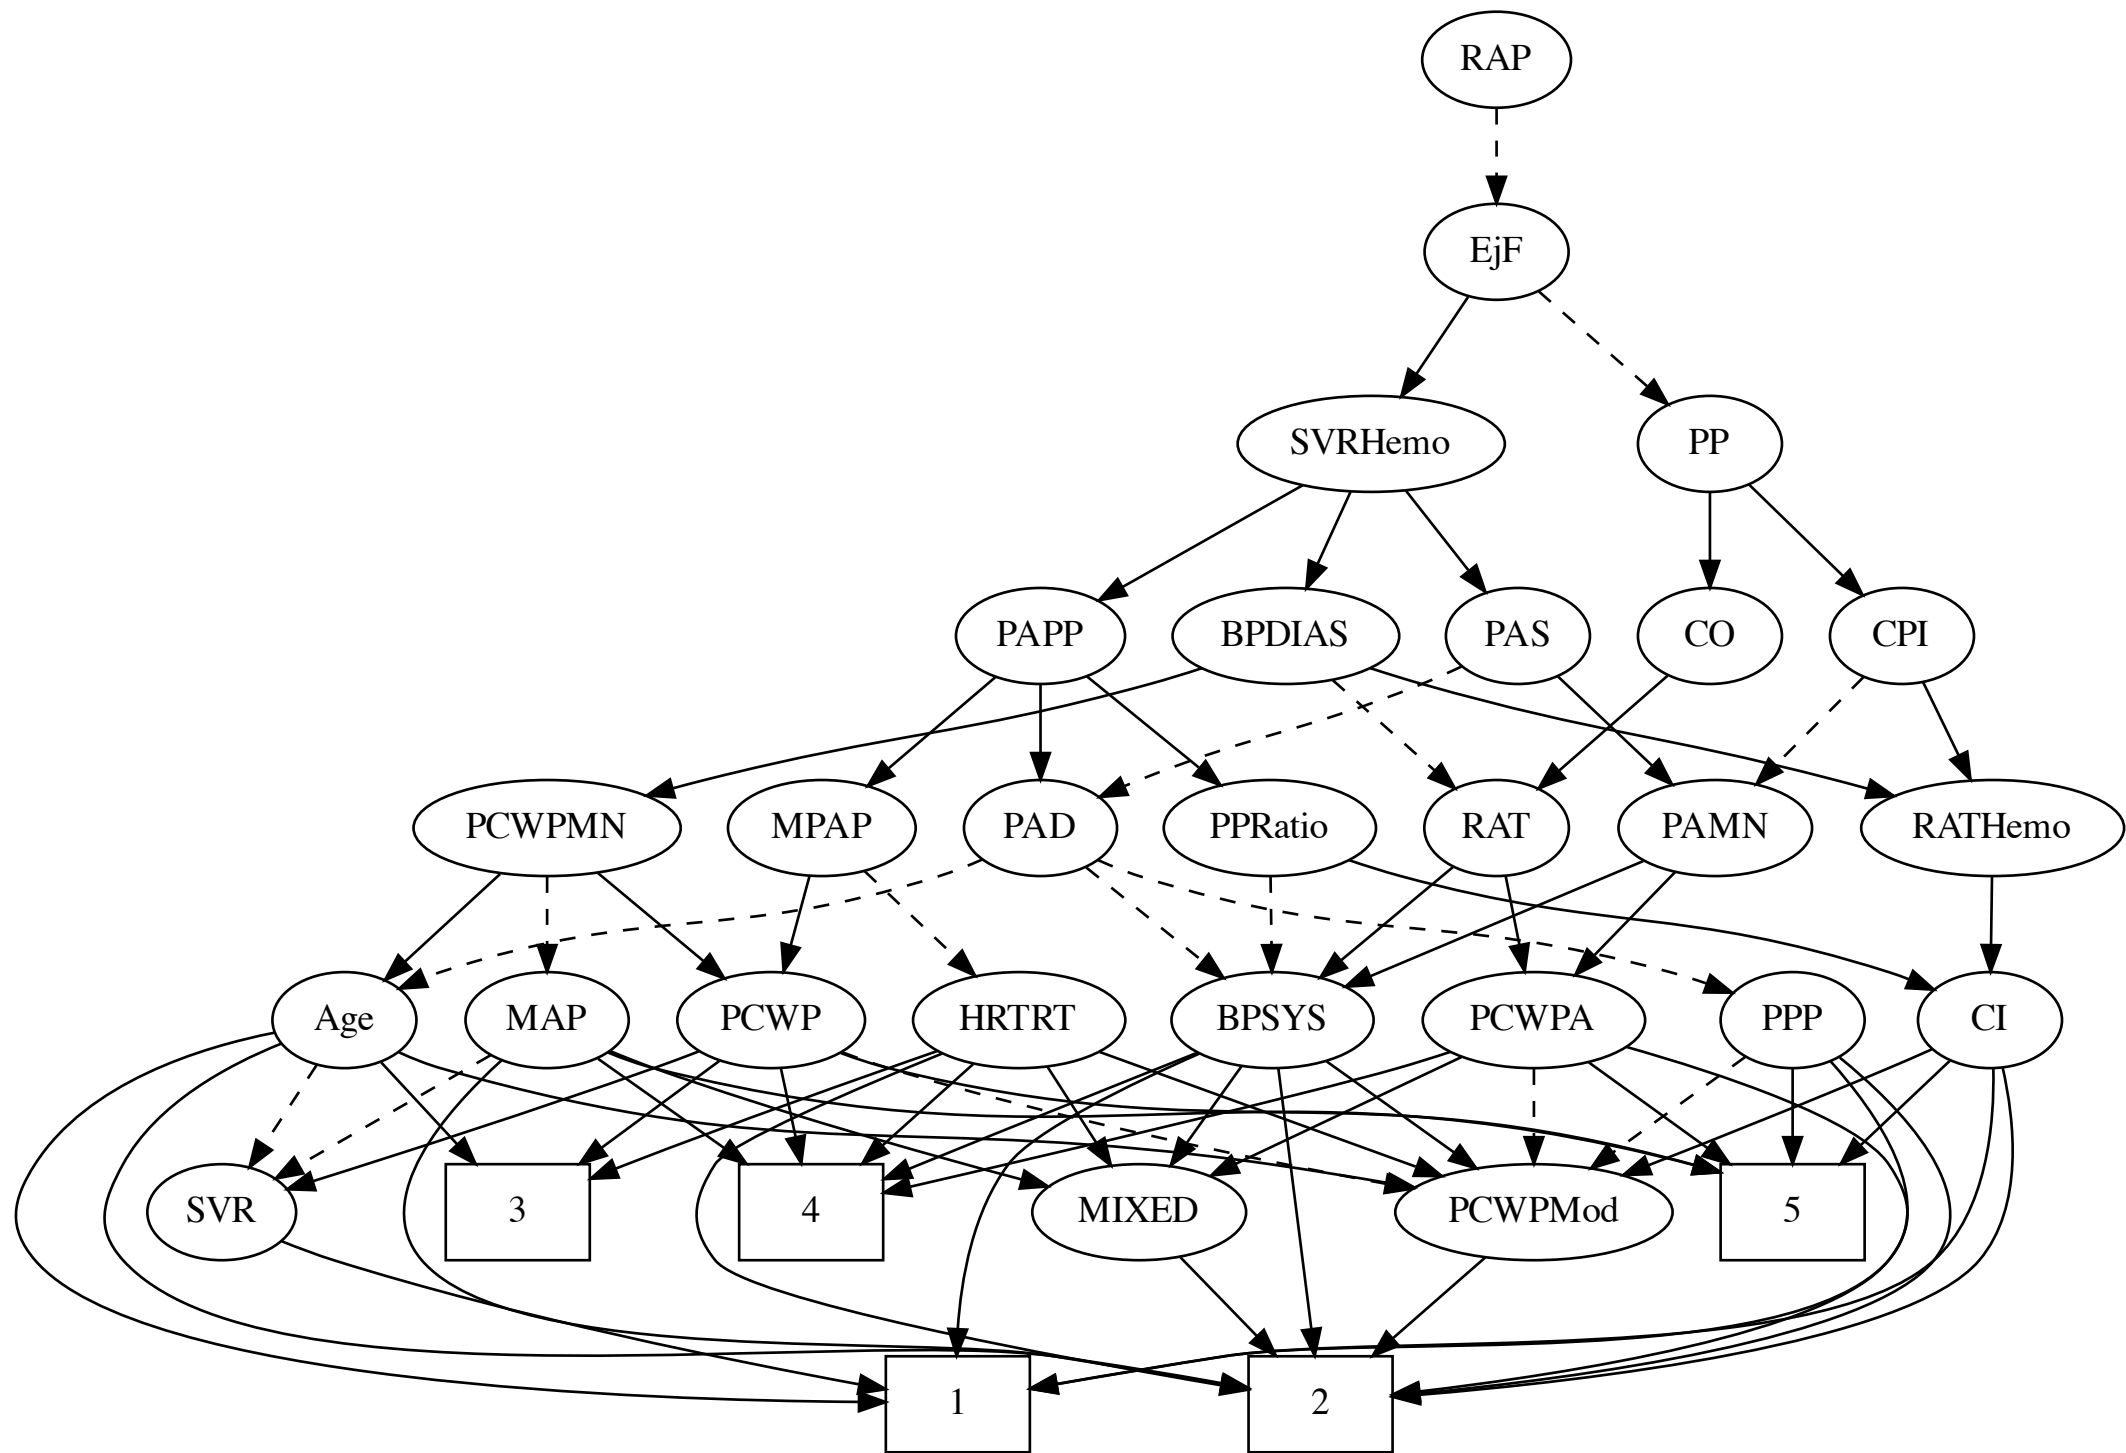 RAP
EjF
SVRHemo
PP
PAPP
BPDIAS
PAS
CO
CPI
PCWPMN
MPAP
PAD
PPRatio
RAT
PAMN
RATHemo
Age
MAP
PCWP
HRTRT
BPSYS
PCWPA
PPP
CI
SVR
3
4
MIXED
PCWPMod
5
1
2